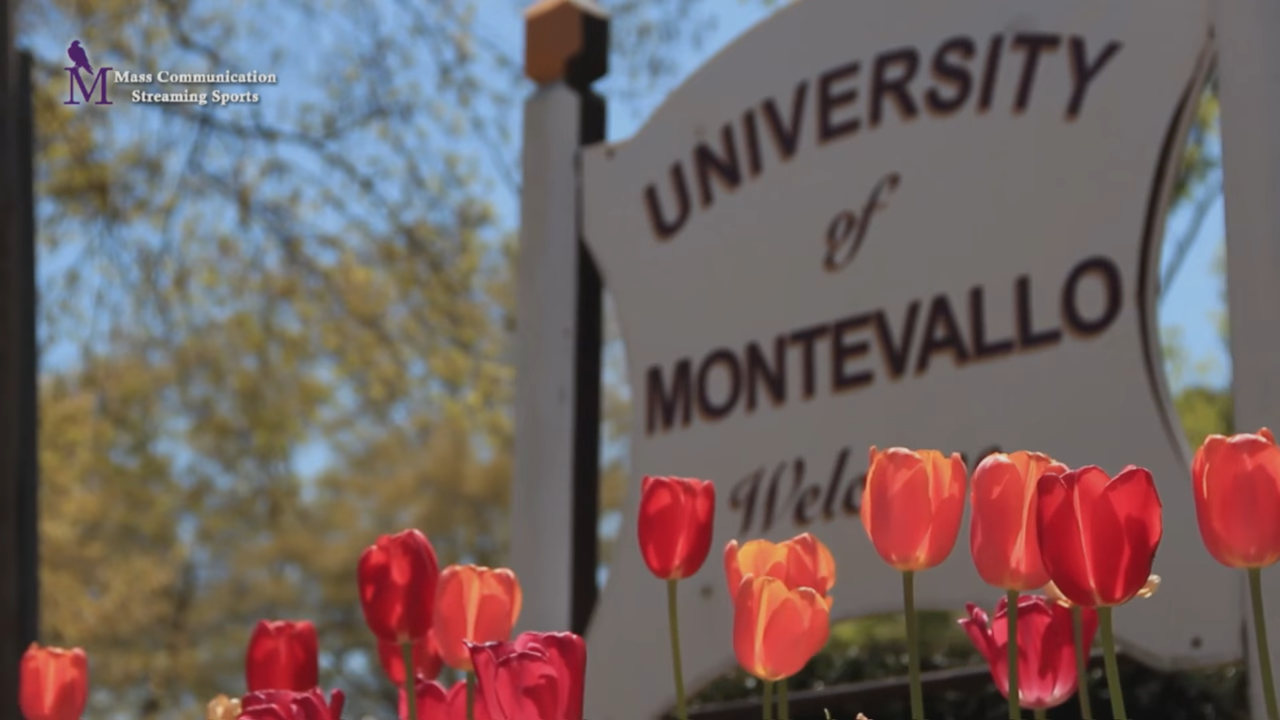 M Mass Communication
Streaming Sports
UNIVERSITY
of
MONTEVALLO